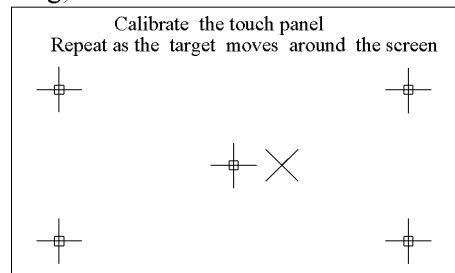 Calibrate the touch panel
Repeat as the target moves around the screen